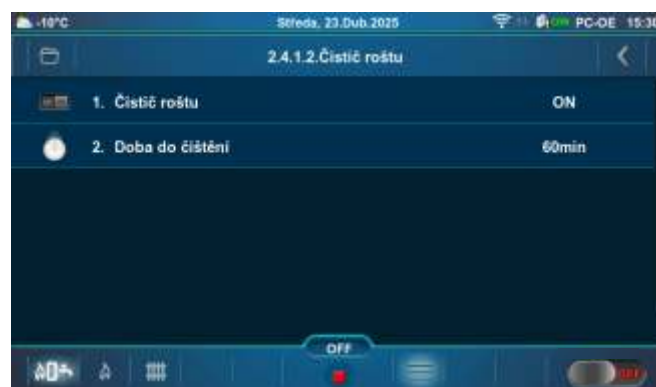 -10°C Středa, 23.Dub.2025 PC-OE 15:30
2.4.1.2.Čistič roštu
1. Čistič roštu ON
2. Doba do čištění 60min
OFF
OFF